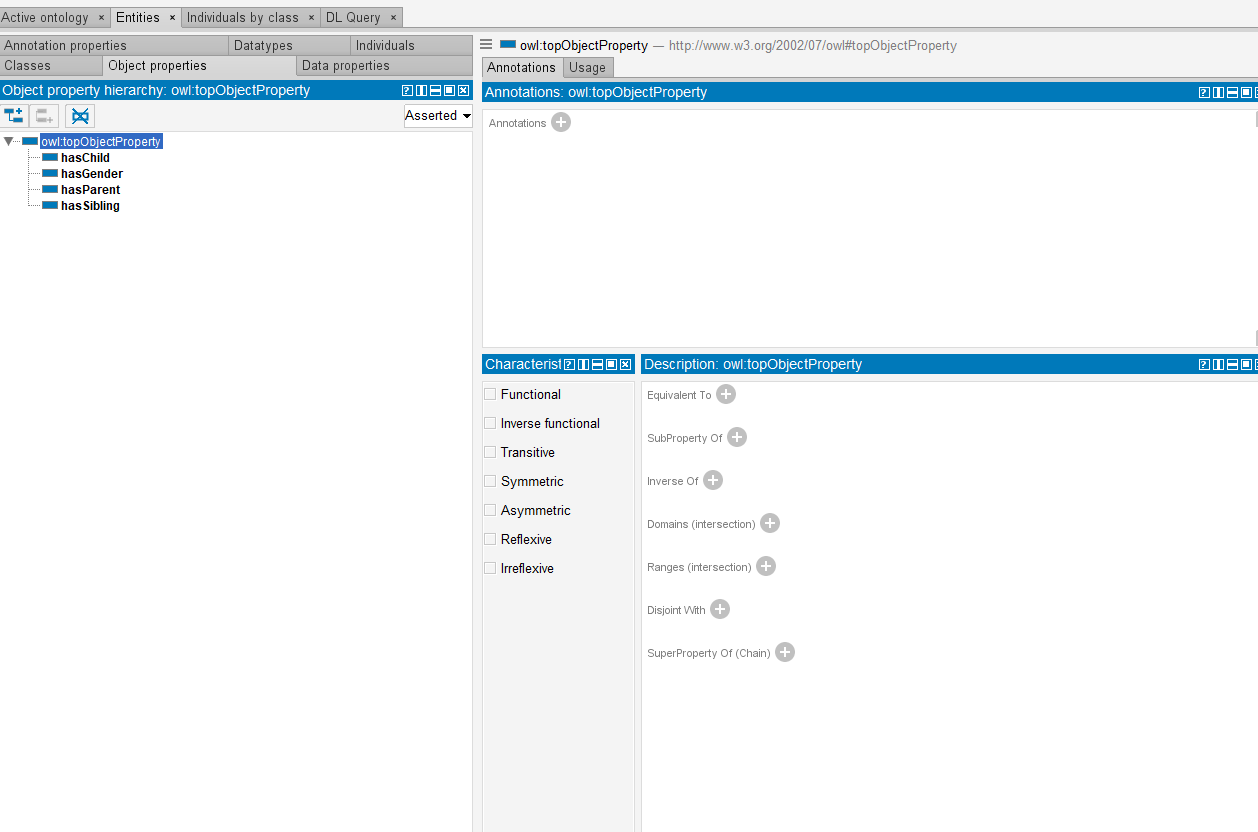 Active ontology × Entities × Individuals by class × DL Query ×
Annotation properties Datatypes Individuals
Classes Object properties Data properties
Object property hierarchy: owl:topObjectProperty
Asserted
owl:topObjectProperty
hasChild
hasGender
hasParent
hasSibling
owl:topObjectProperty — http://www.w3.org/2002/07/owl#topObjectProperty
Annotations Usage
Annotations: owl:topObjectProperty
Annotations
Characterist
Functional
Inverse functional
Transitive
Symmetric
Asymmetric
Reflexive
Irreflexive
Description: owl:topObjectProperty
Equivalent To
SubProperty Of
Inverse Of
Domains (intersection)
Ranges (intersection)
Disjoint With
SuperProperty Of (Chain)